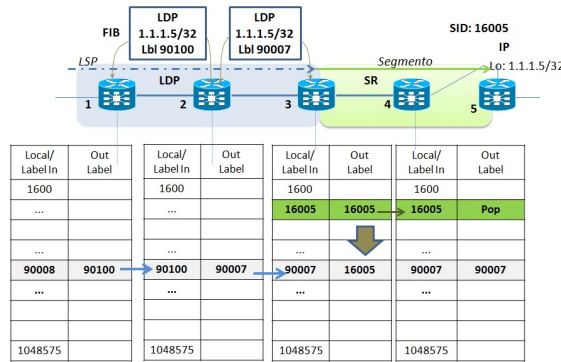 FIB
LDP
1.1.1.5/32
Lbl 90100
LDP
1.1.1.5/32
Lbl 90007
SID: 16005
IP
Lo: 1.1.1.5/32
LSP
Segmento
LDP
SR
1
2
3
4
5
Local/ Label In Out Label Local/ Label In Out Label Local/ Label In Out Label Local/ Label In Out Label
1600 1600 1600 1600
... ... 16005 16005 16005 Pop
... ... ... ...
90008 90100 90100 90007 90007 16005 90007 90007
... ... ... ...
1048575 1048575 1048575 1048575